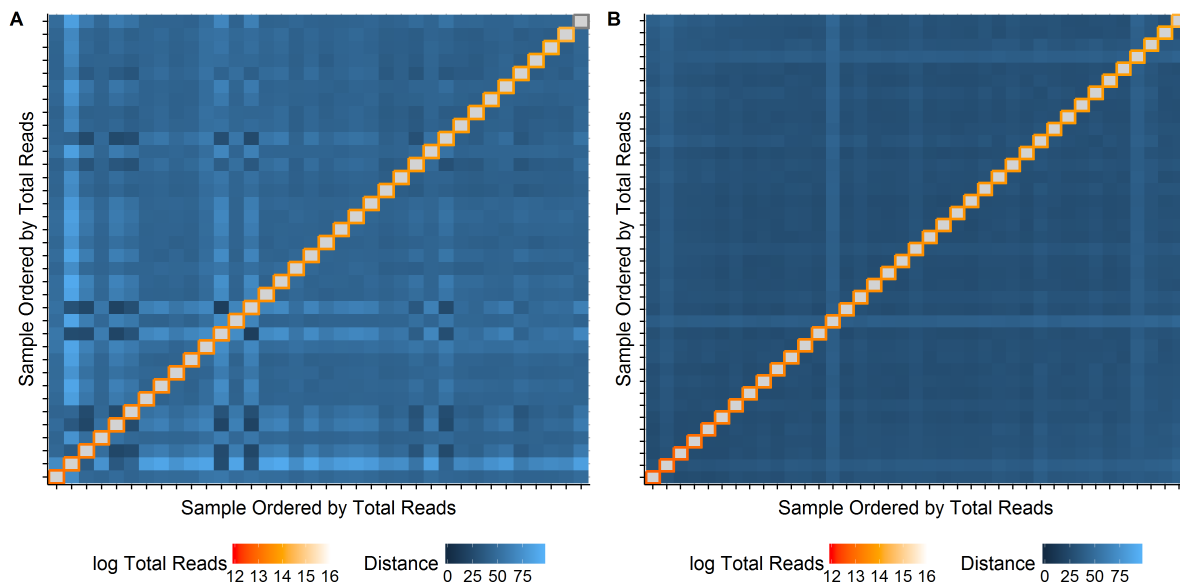 A
B
Sample Ordered by Total Reads
Sample Ordered by Total Reads
Sample Ordered by Total Reads
Sample Ordered by Total Reads
log Total Reads
12 13 14 15 16
Distance
0 25 50 75
log Total Reads
12 13 14 15 16
Distance
0 25 50 75